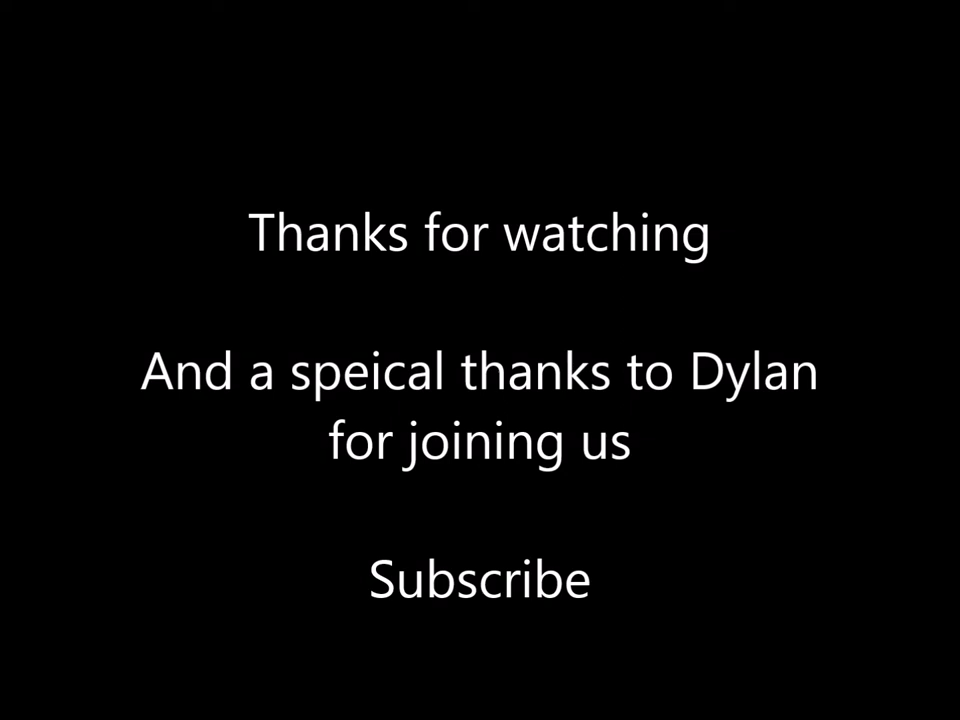 Thanks for watching
And a speical thanks to Dylan
for joining us
Subscribe